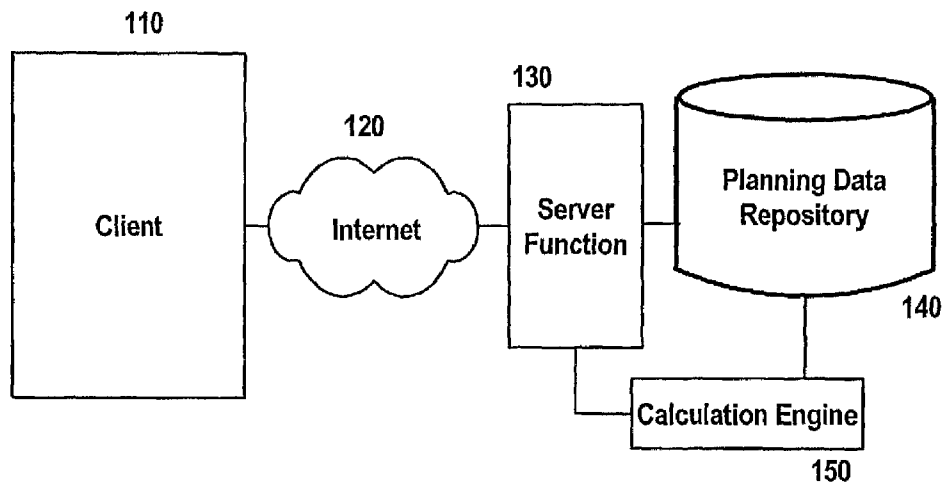 110
Client
120
Internet
130
Server
Function
Planning Data
Repository
140
Calculation Engine
150